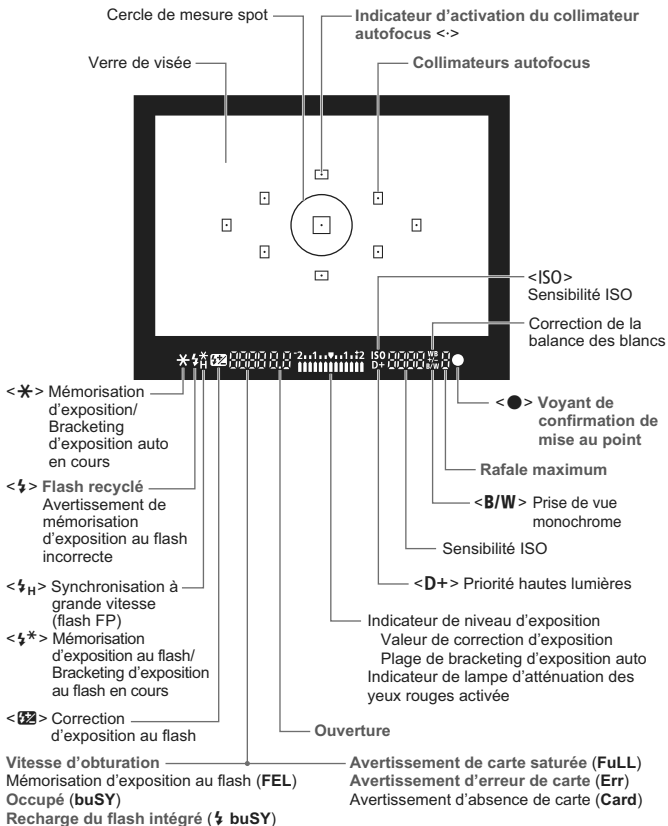 Cercle de mesure spot
Indicateur d'activation du collimateur
autofocus <·>
Verre de visée
Collimateurs autofocus
<ISO>
Sensibilité ISO
Correction de la
balance des blancs
-2..1..▼..1..+2
ISO
D+
WB
+/-
B/W
<✱> Mémorisation
d'exposition/
Bracketing
d'exposition auto
en cours
<●> Voyant de
confirmation de
mise au point
Rafale maximum
<⚡> Flash recyclé
Avertissement de
mémorisation
d'exposition au flash
incorrecte
<B/W> Prise de vue
monochrome
Sensibilité ISO
<D+> Priorité hautes lumières
<⚡H> Synchronisation à
grande vitesse
(flash FP)
<⚡✱> Mémorisation
d'exposition au flash/
Bracketing d'exposition
au flash en cours
Indicateur de niveau d'exposition
Valeur de correction d'exposition
Plage de bracketing d'exposition auto
Indicateur de lampe d'atténuation des
yeux rouges activée
<⚡±> Correction
d'exposition au flash
Ouverture
Vitesse d'obturation
Mémorisation d'exposition au flash (FEL)
Occupé (buSY)
Recharge du flash intégré (⚡ buSY)
Avertissement de carte saturée (FuLL)
Avertissement d'erreur de carte (Err)
Avertissement d'absence de carte (Card)